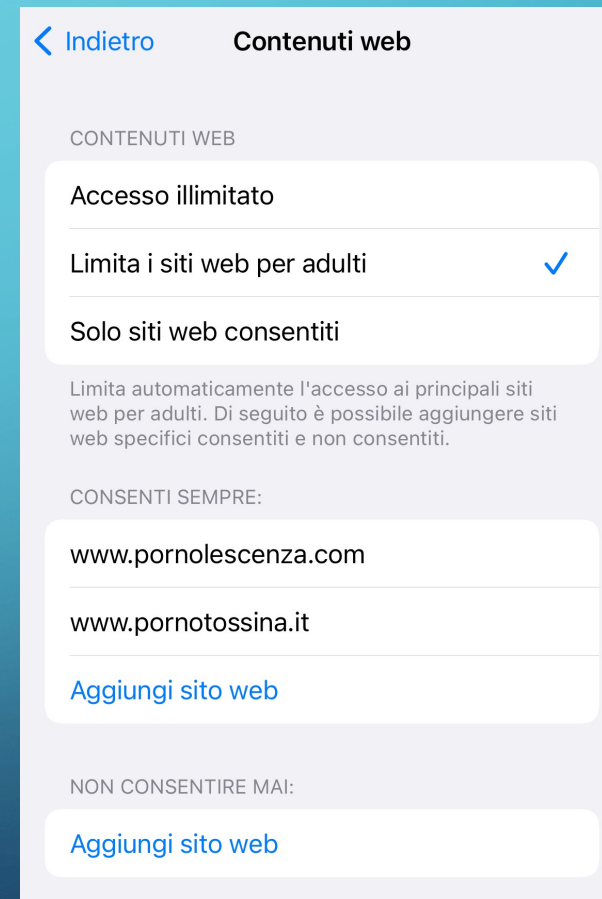 Indietro
Contenuti web
CONTENUTI WEB
Accesso illimitato
Limita i siti web per adulti
Solo siti web consentiti
Limita automaticamente l'accesso ai principali siti
web per adulti. Di seguito è possibile aggiungere siti
web specifici consentiti e non consentiti.
CONSENTI SEMPRE:
www.pornolescenza.com
www.pornotossina.it
Aggiungi sito web
NON CONSENTIRE MAI:
Aggiungi sito web